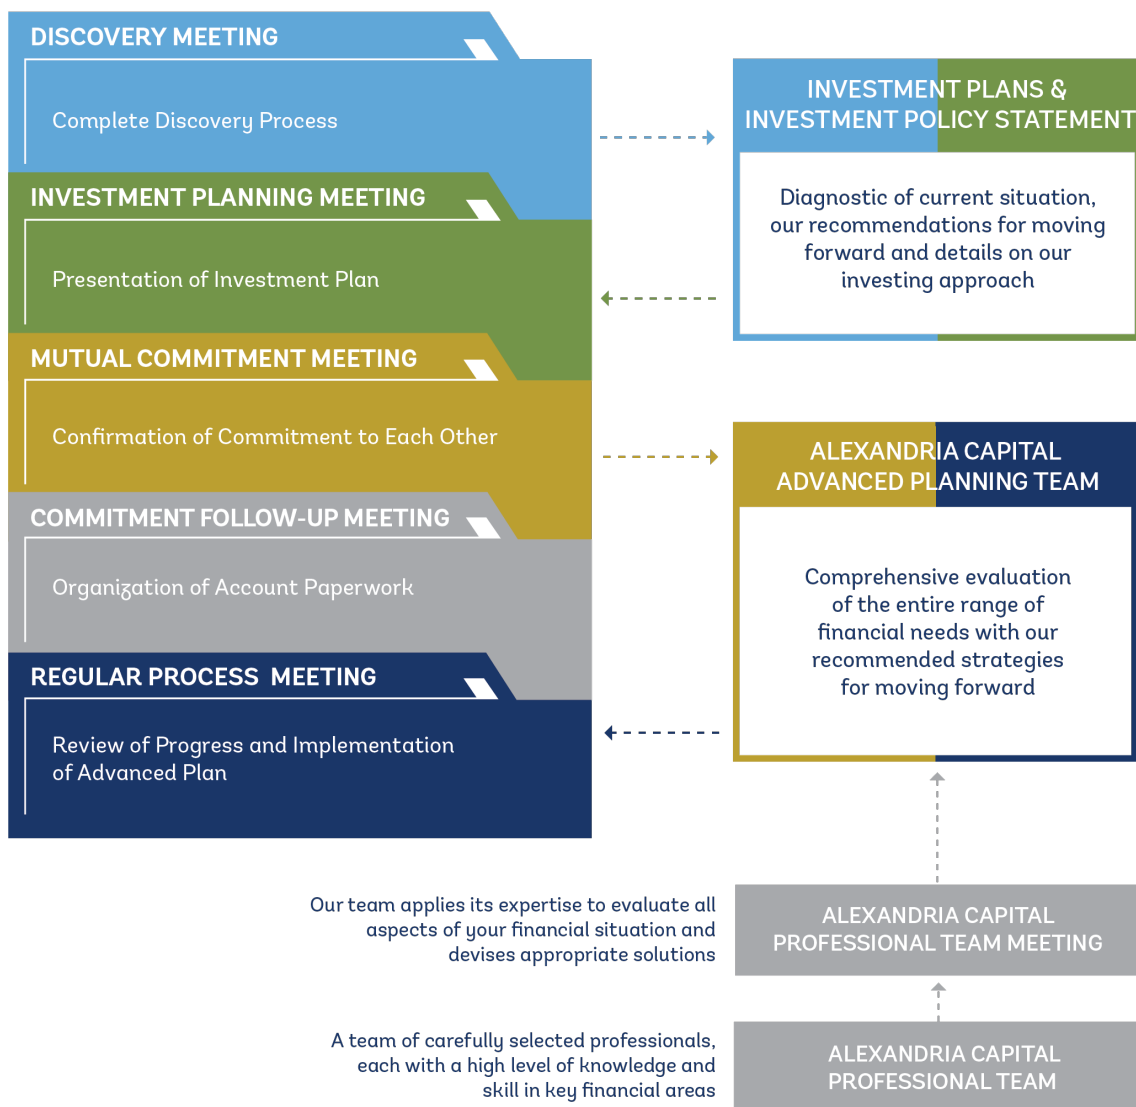 DISCOVERY MEETING
Complete Discovery Process
INVESTMENT PLANNING MEETING
Presentation of Investment Plan
MUTUAL COMMITMENT MEETING
Confirmation of Commitment to Each Other
COMMITMENT FOLLOW-UP MEETING
Organization of Account Paperwork
REGULAR PROCESS MEETING
Review of Progress and Implementation
of Advanced Plan
INVESTMENT PLANS &
INVESTMENT POLICY STATEMENT
Diagnostic of current situation,
our recommendations for moving
forward and details on our
investing approach
ALEXANDRIA CAPITAL
ADVANCED PLANNING TEAM
Comprehensive evaluation
of the entire range of
financial needs with our
recommended strategies
for moving forward
Our team applies its expertise to evaluate all
aspects of your financial situation and
devises appropriate solutions
ALEXANDRIA CAPITAL
PROFESSIONAL TEAM MEETING
A team of carefully selected professionals,
each with a high level of knowledge and
skill in key financial areas
ALEXANDRIA CAPITAL
PROFESSIONAL TEAM